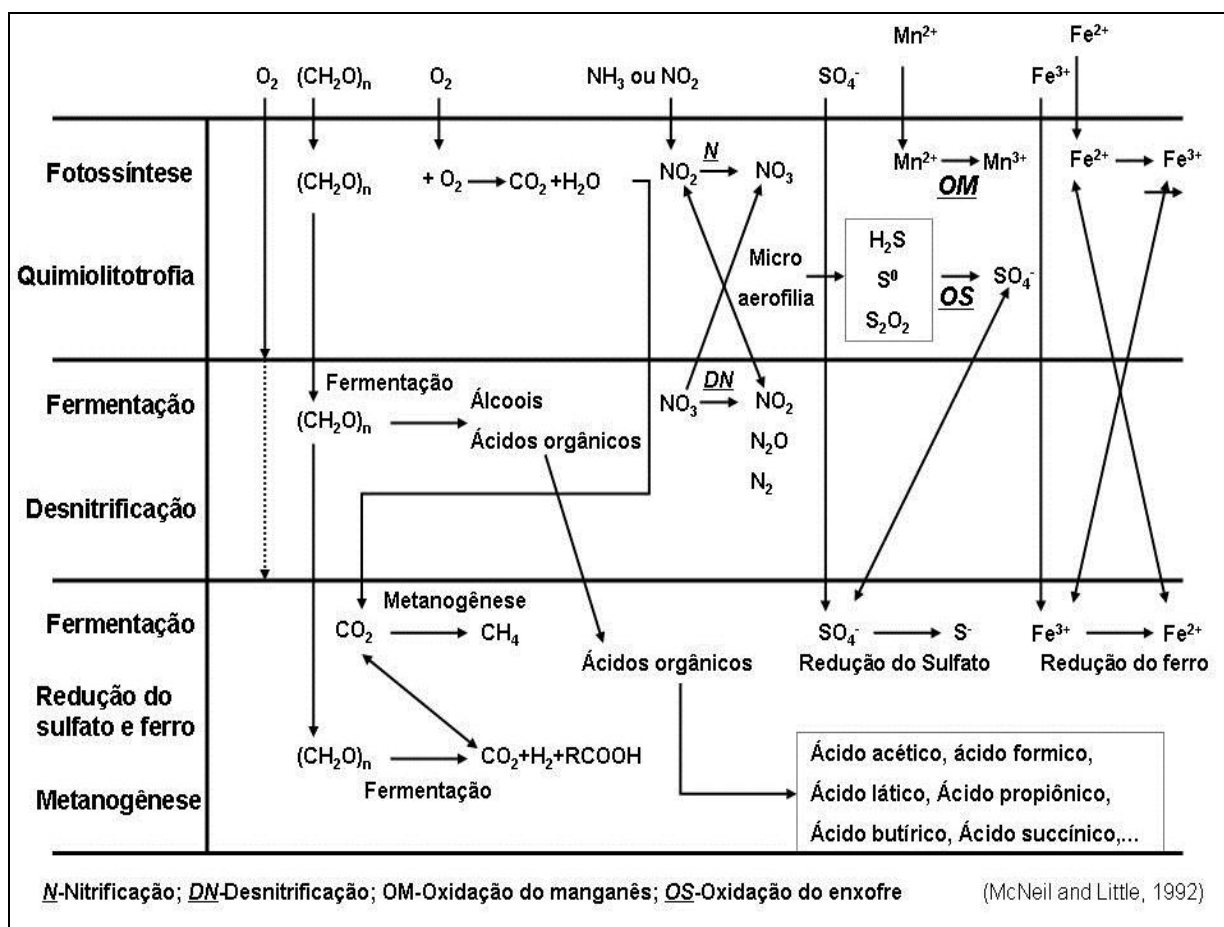 Mn²⁺ Fe²⁺
O₂ (CH₂O)ₙ O₂ NH₃ ou NO₂ SO₄⁻ Fe³⁺
Fotossíntese
(CH₂O)ₙ + O₂ CO₂ +H₂O NO₂ N NO₃ Mn²⁺ Mn³⁺ Fe²⁺ Fe³⁺
OM
Quimiolitotrofia
Micro
aerofilia
H₂S
S⁰
S₂O₂
OS
SO₄⁻
Fermentação
Fermentação
(CH₂O)ₙ
Álcoois
Ácidos orgânicos
NO₃ DN NO₂
N₂O
N₂
Desnitrificação
Fermentação
Metanogênese
CO₂ CH₄
Ácidos orgânicos
SO₄⁻ S⁻
Redução do Sulfato
Fe³⁺ Fe²⁺
Redução do ferro
Redução do
sulfato e ferro
(CH₂O)ₙ CO₂+H₂+RCOOH
Fermentação
Metanogênese
Ácido acético, ácido formico,
Ácido lático, Ácido propiônico,
Ácido butírico, Ácido succínico,...
N-Nitrificação; DN-Desnitrificação; OM-Oxidação do manganês; OS-Oxidação do enxofre (McNeil and Little, 1992)